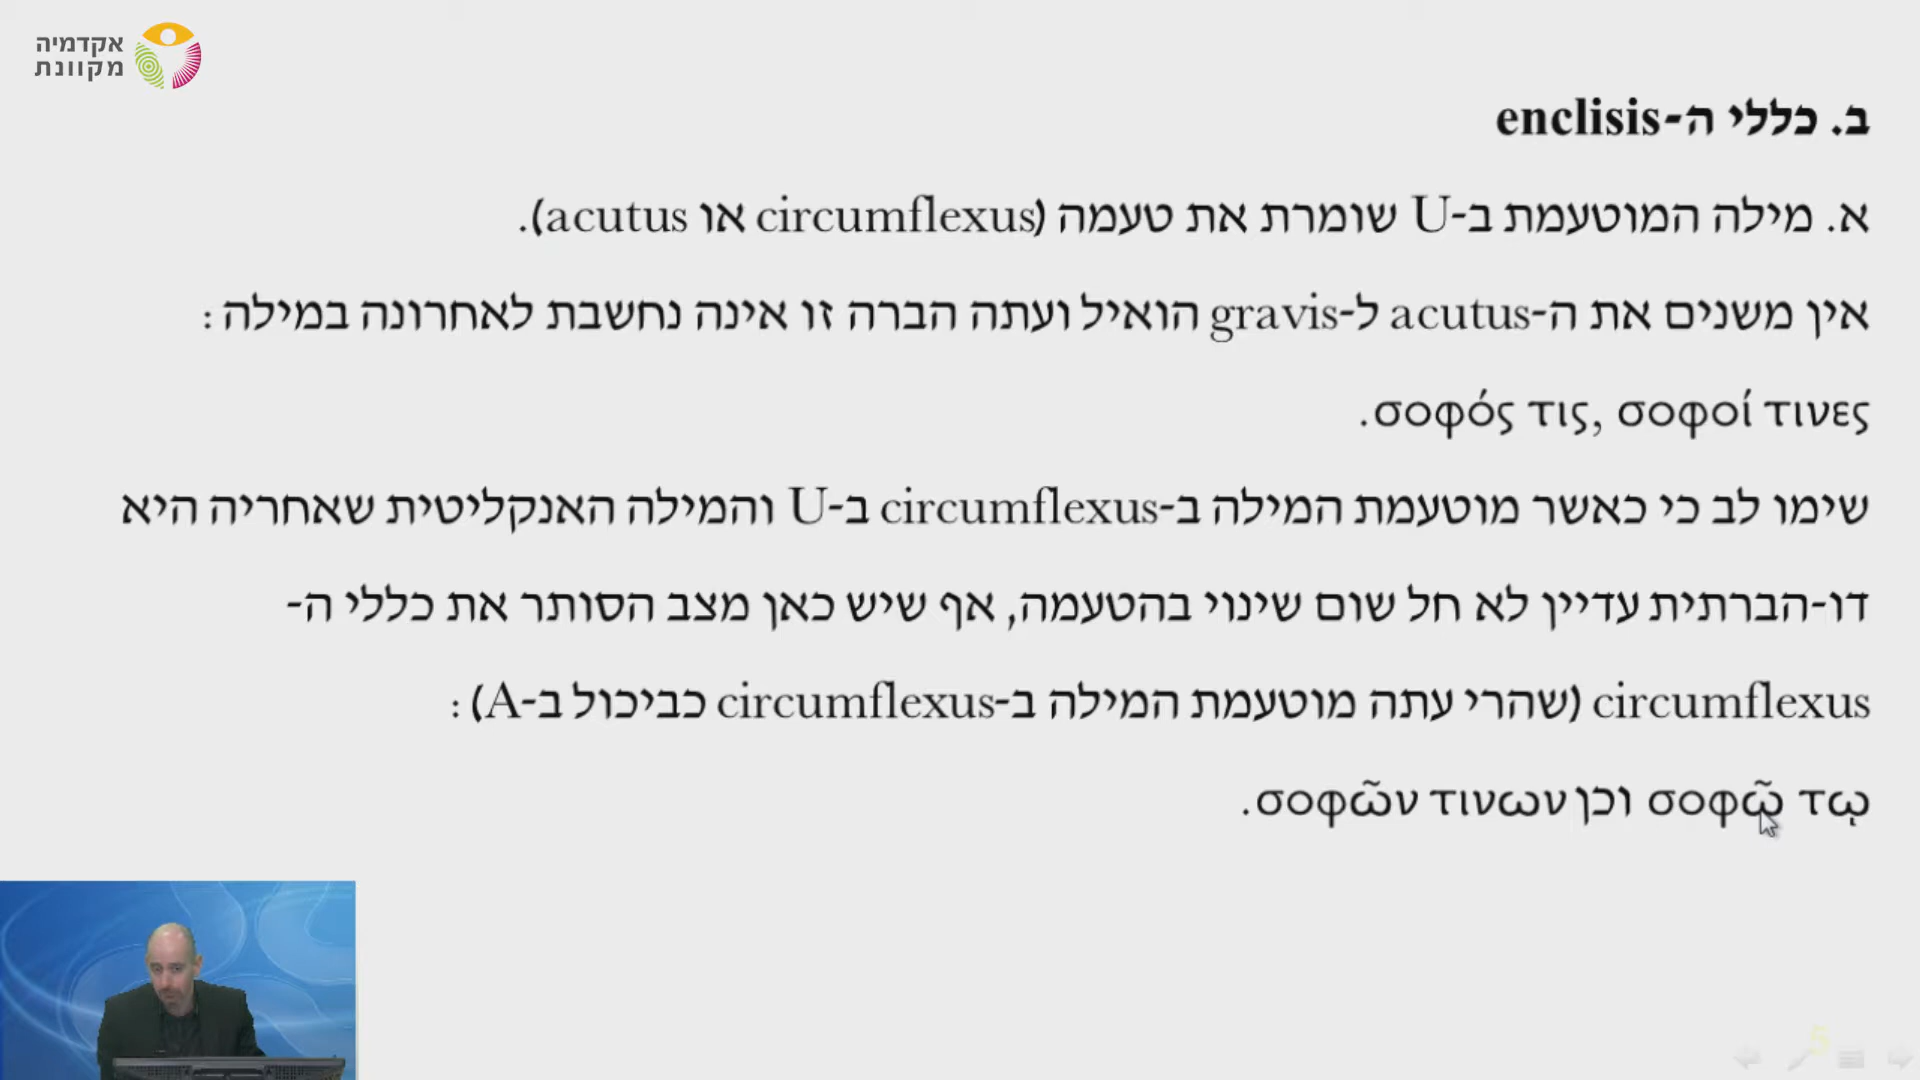 אקדמיה
מקוונת
ב. כללי ה-enclisis
א. מילה המוטעמת ב-U שומרת את טעמה (circumflexus או acutus).
אין משנים את ה-acutus ל-gravis הואיל ועתה הברה זו אינה נחשבת לאחרונה במילה:
σοφός τις, σοφοί τινες.
שימו לב כי כאשר מוטעמת המילה ב-circumflexus ב-U והמילה האנקליטית שאחריה היא
דו-הברתית עדיין לא חל שום שינוי בהטעמה, אף שיש כאן מצב הסותר את כללי ה-
circumflexus (שהרי עתה מוטעמת המילה ב-circumflexus כביכול ב-A):
σοφῷ τῳ וכן σοφῶν τινων.
5